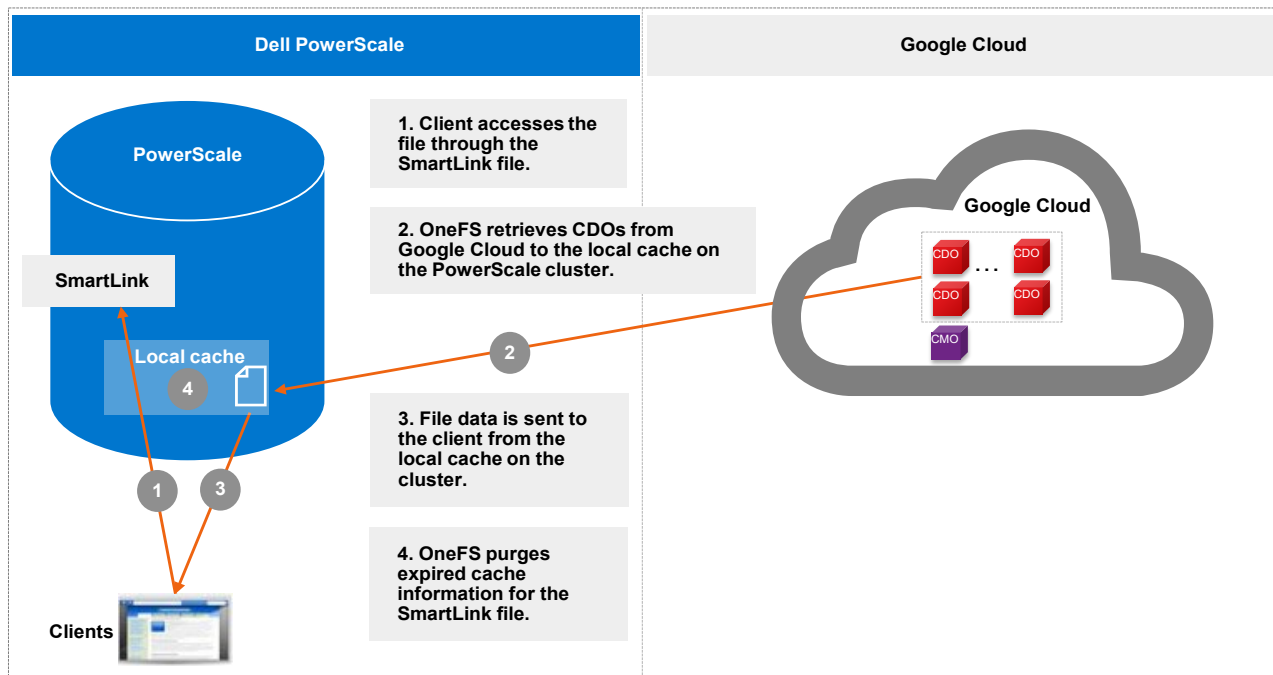 Dell PowerScale
Google Cloud
PowerScale
1. Client accesses the
file through the
SmartLink file.
2. OneFS retrieves CDOs from
Google Cloud to the local cache on
the PowerScale cluster.
SmartLink
Google Cloud
CDO
...
CDO
CDO
CDO
CMO
2
Local cache
4
3. File data is sent to
the client from the
local cache on the
cluster.
1
3
4. OneFS purges
expired cache
information for the
SmartLink file.
Clients